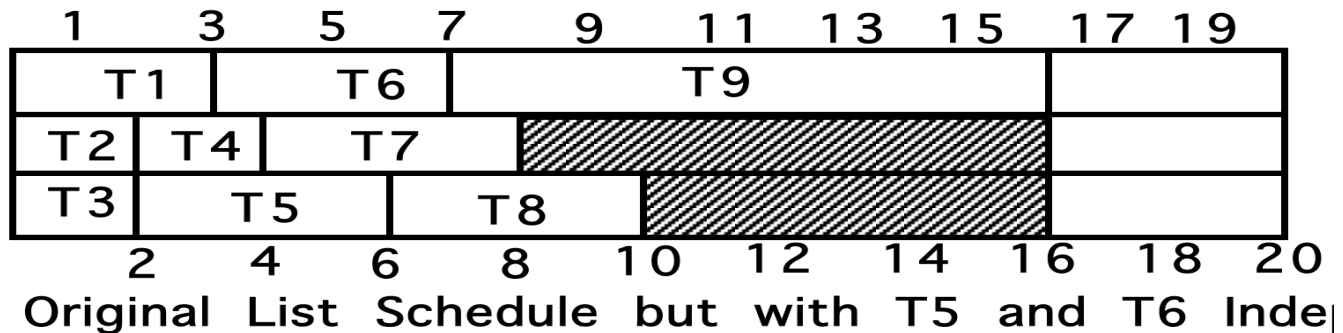 1 3 5 7 9 11 13 15 17 19
T1 T6 T9
T2 T4 T7
T3 T5 T8
2 4 6 8 10 12 14 16 18 20
Original List Schedule but with T5 and T6